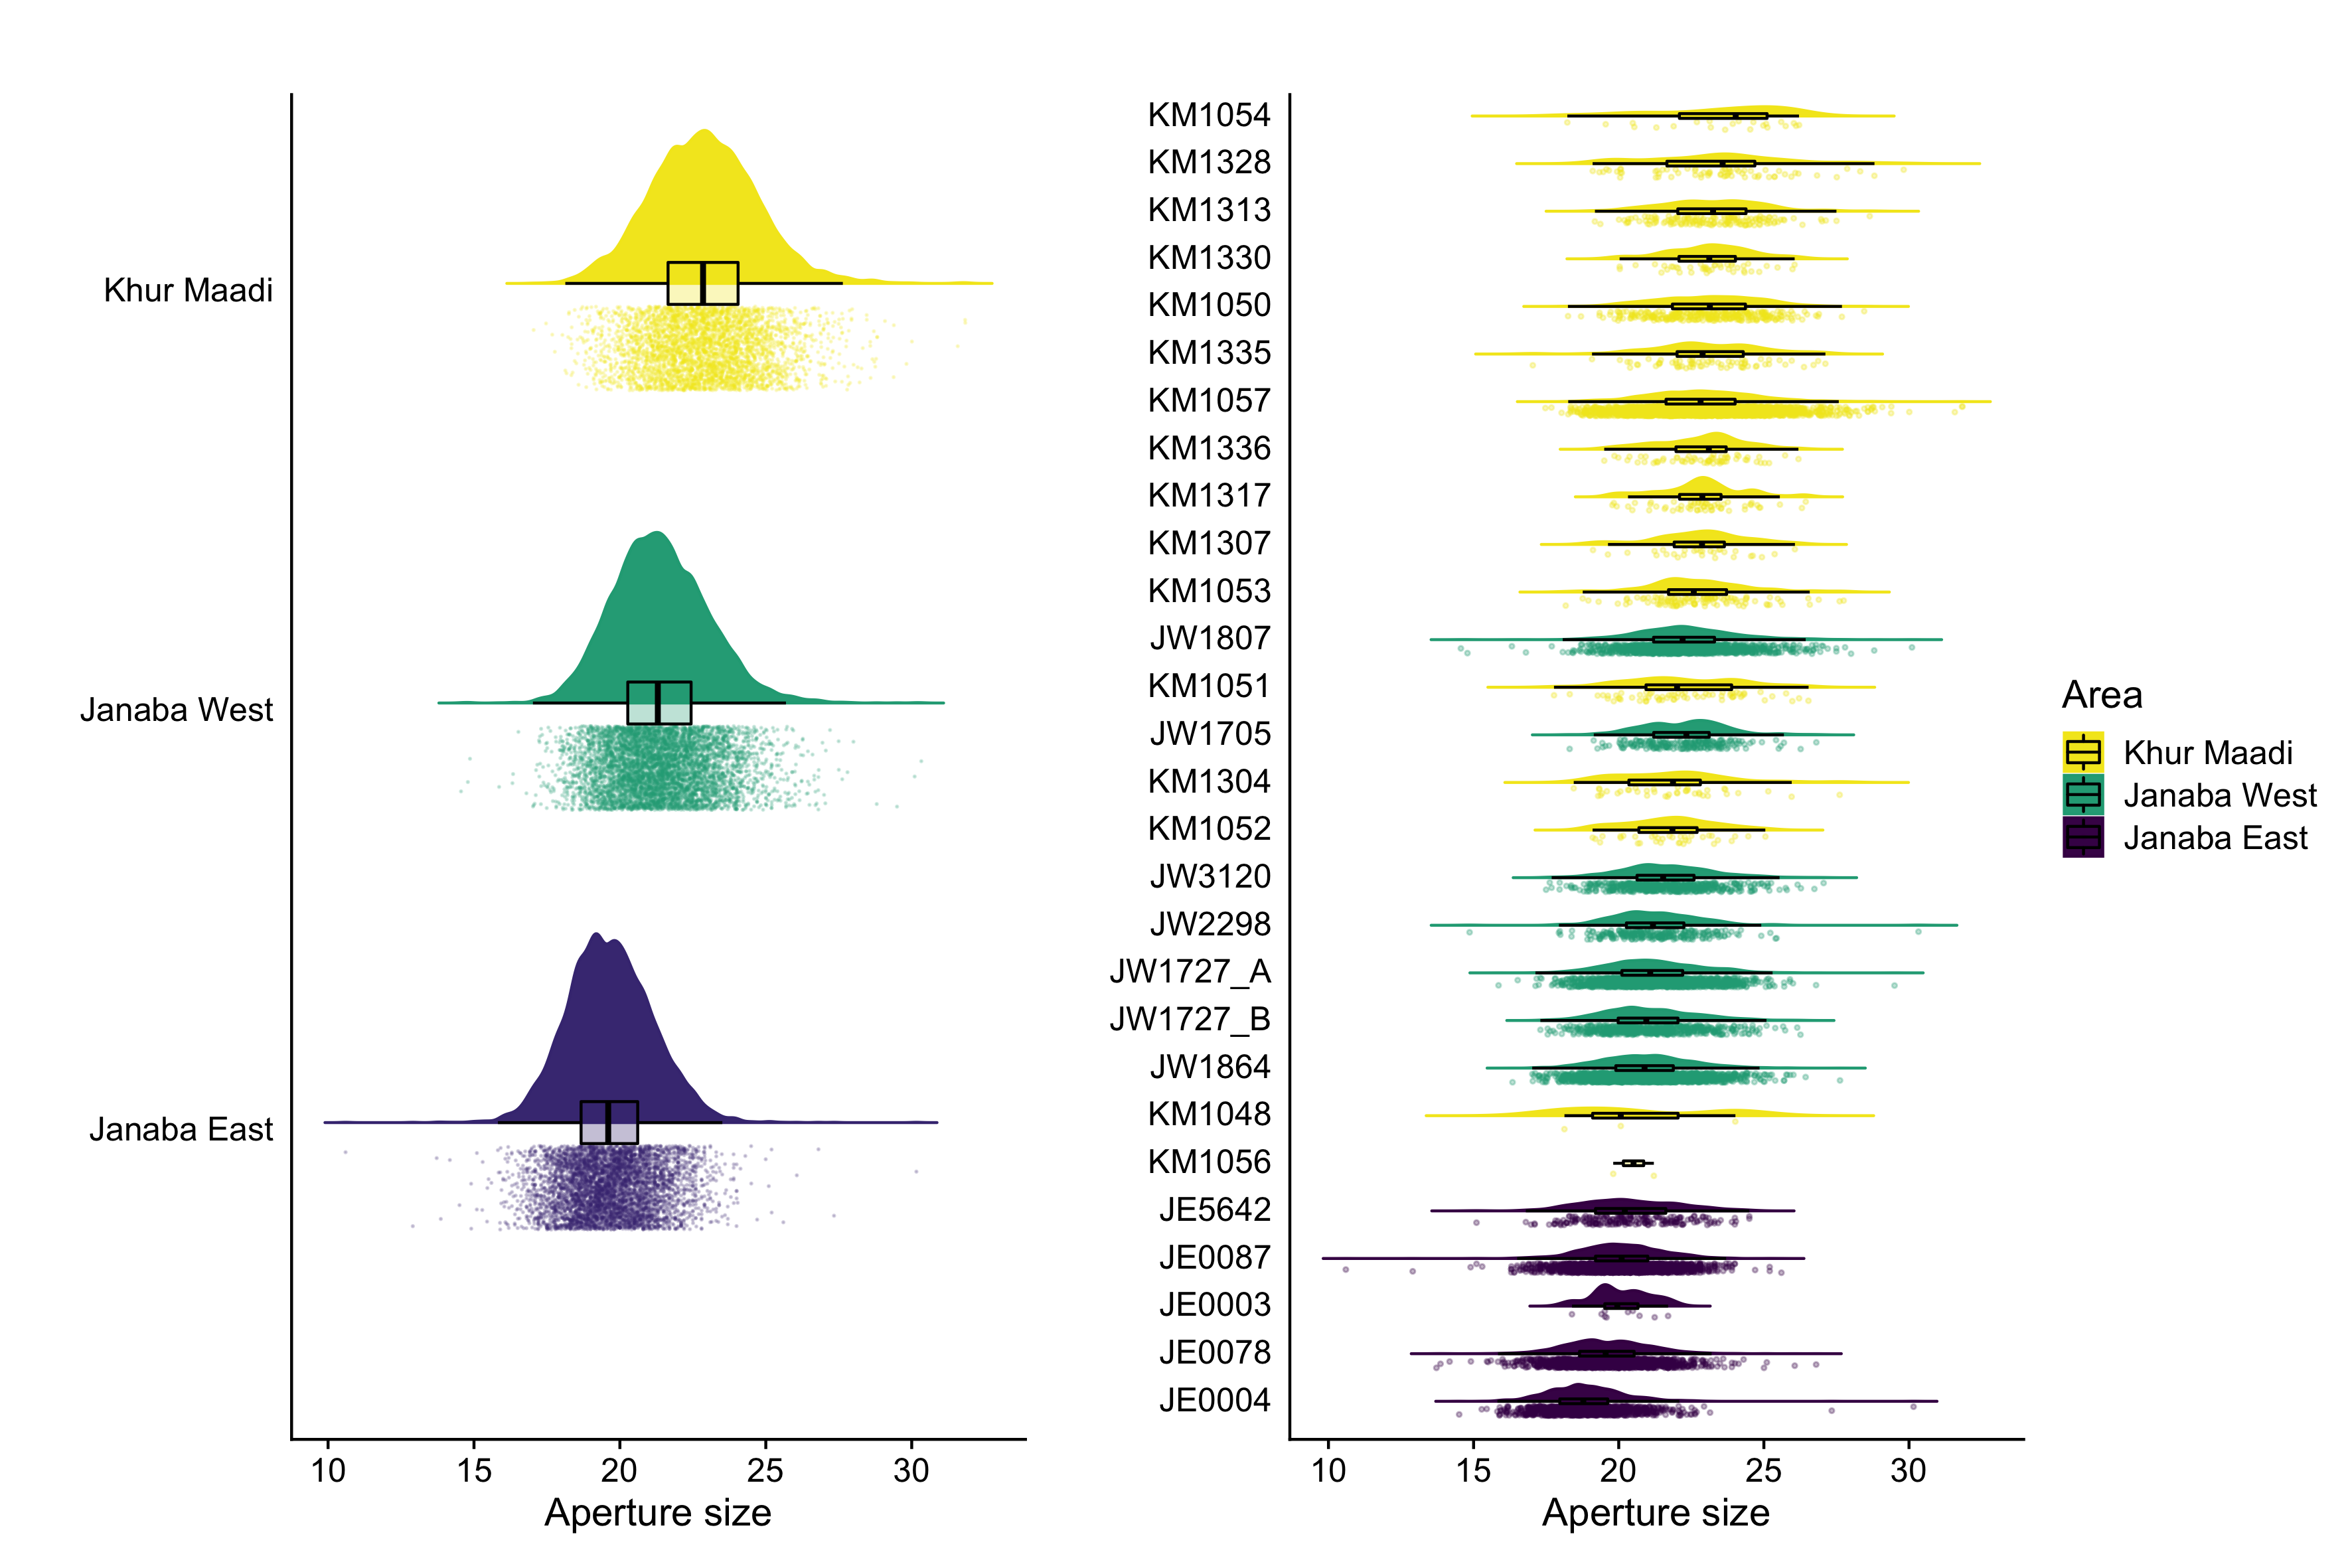 Khur Maadi
Janaba West
Janaba East
10 15 20 25 30
Aperture size
KM1054
KM1328
KM1313
KM1330
KM1050
KM1335
KM1057
KM1336
KM1317
KM1307
KM1053
JW1807
KM1051
JW1705
KM1304
KM1052
JW3120
JW2298
JW1727_A
JW1727_B
JW1864
KM1048
KM1056
JE5642
JE0087
JE0003
JE0078
JE0004
10 15 20 25 30
Aperture size
Area
Khur Maadi
Janaba West
Janaba East